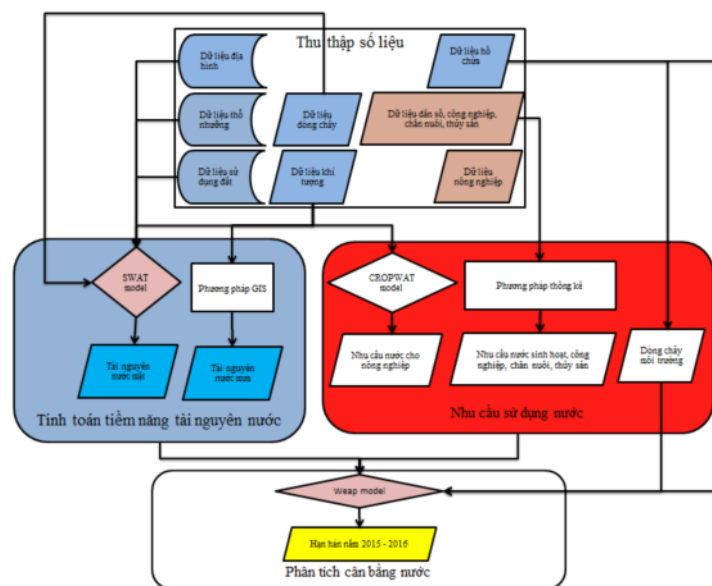 Thu thập số liệu
Dữ liệu địa
hình
Dữ liệu hồ
chứa
Dữ liệu thổ
nhưỡng
Dữ liệu
dòng chảy
Dữ liệu dân số, công nghiệp,
chăn nuôi, thủy sản
Dữ liệu sử
dụng đất
Dữ liệu khí
tượng
Dữ liệu
nông nghiệp
SWAT
model
Phương pháp GIS
CROPWAT
model
Phương pháp thống kê
Tài nguyên
nước mặt
Tài nguyên
nước mưa
Nhu cầu nước cho
nông nghiệp
Nhu cầu nước sinh hoạt, công
nghiệp, chăn nuôi, thủy sản
Dòng chảy
môi trường
Tính toán tiềm năng tài nguyên nước
Nhu cầu sử dụng nước
Weap model
Hạn hán năm 2015 - 2016
Phân tích cân bằng nước